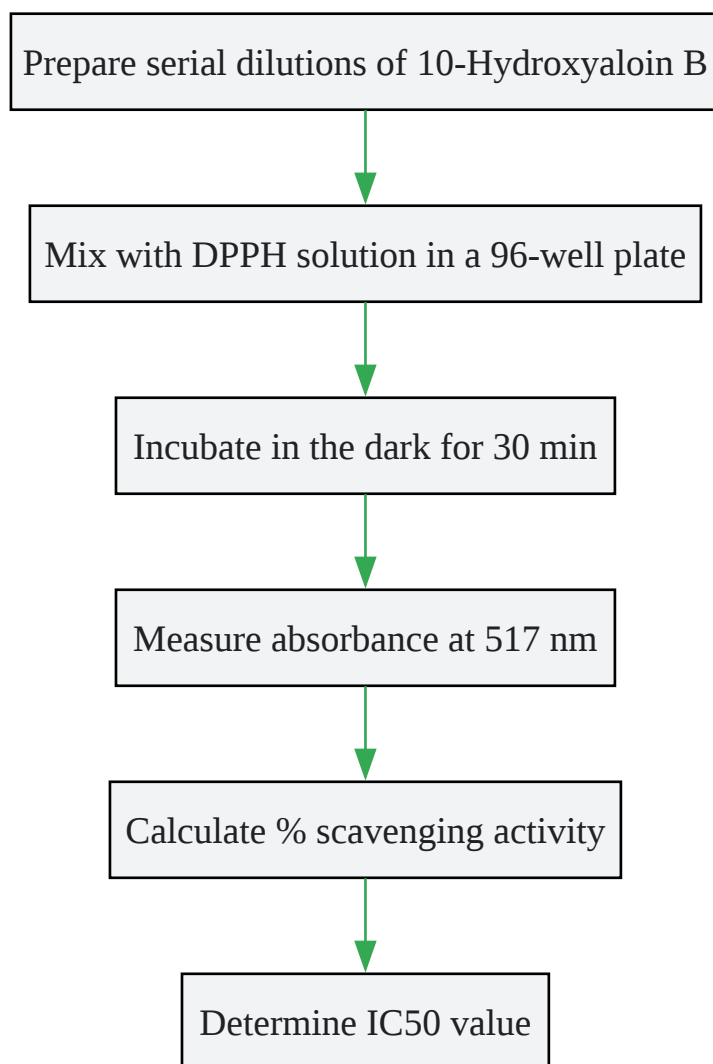 Prepare serial dilutions of 10-Hydroxyaloin B
Mix with DPPH solution in a 96-well plate
Incubate in the dark for 30 min
Measure absorbance at 517 nm
Calculate % scavenging activity
Determine IC50 value